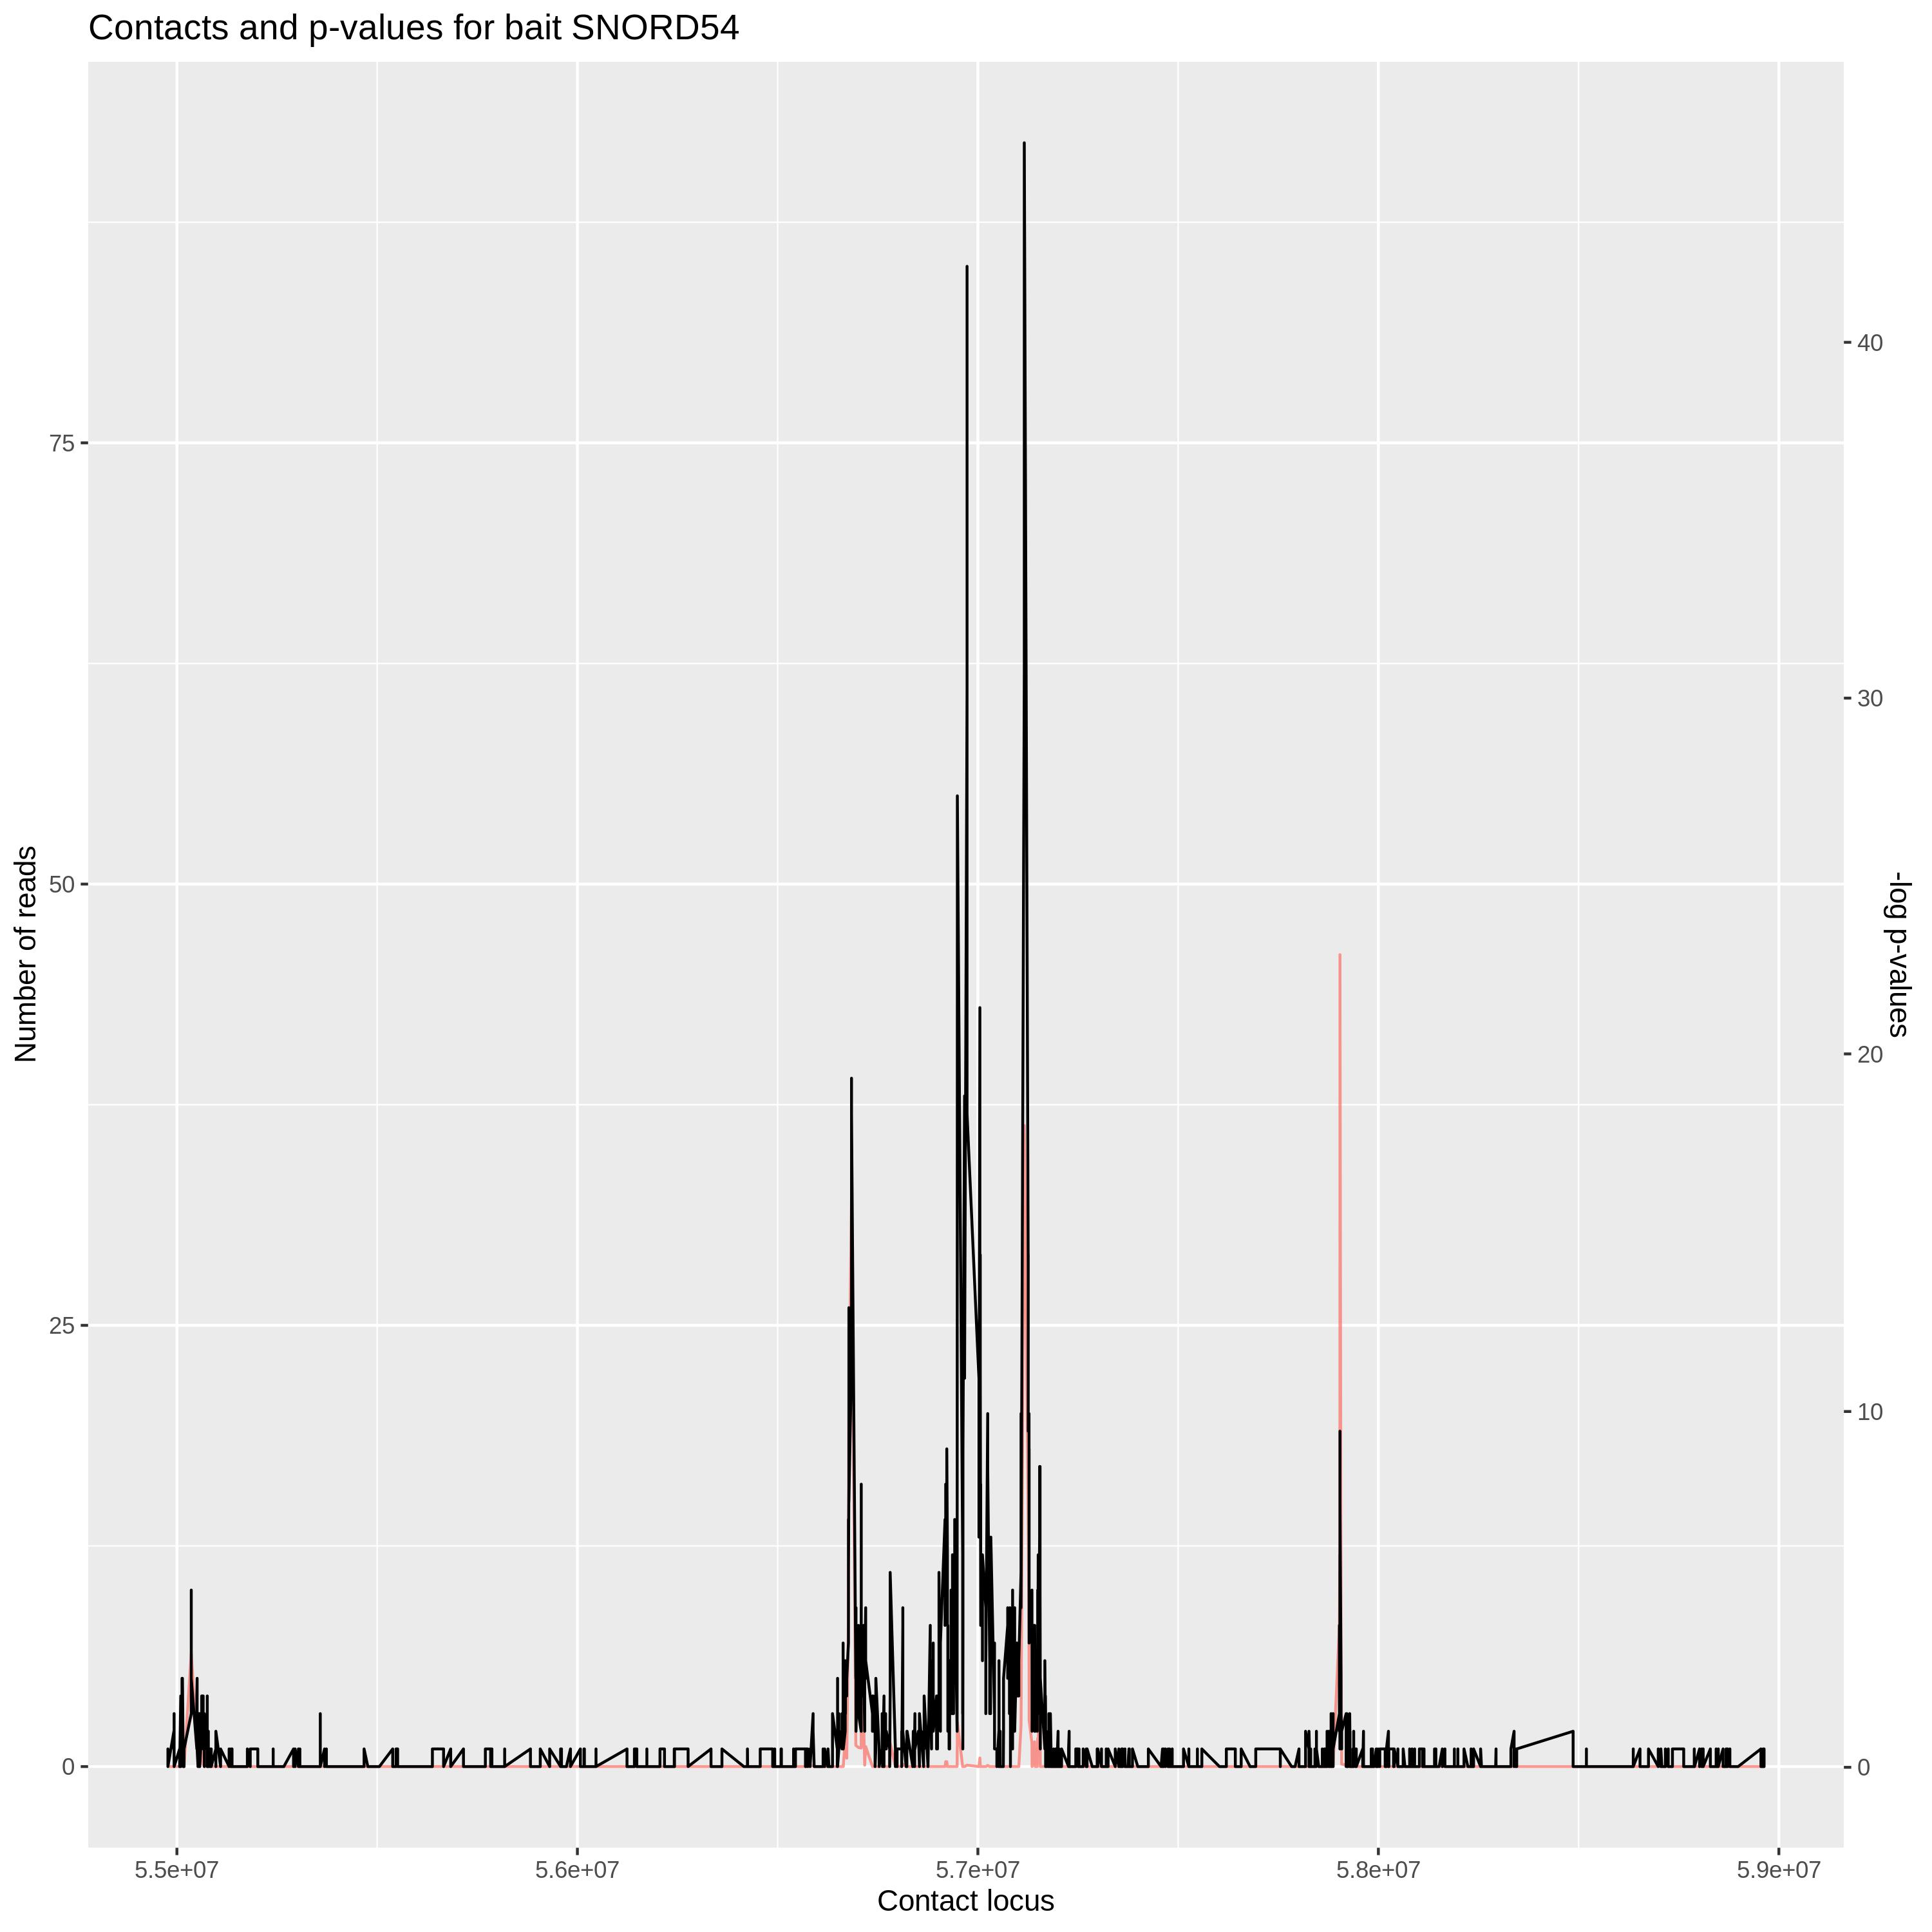 Contacts and p-values for bait SNORD54
Number of reads
75
50
25
0
40
30
20
10
0
-log p-values
5.5e+07
5.6e+07
5.7e+07
5.8e+07
5.9e+07
Contact locus